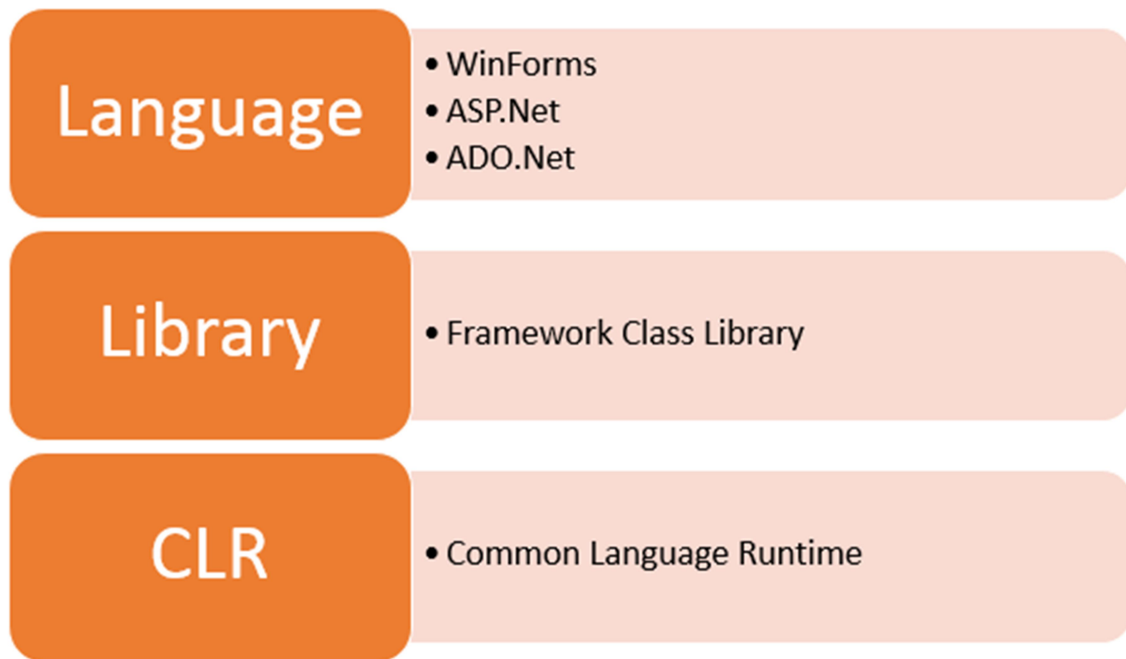 Language
• WinForms
• ASP.Net
• ADO.Net
Library
• Framework Class Library
CLR
• Common Language Runtime